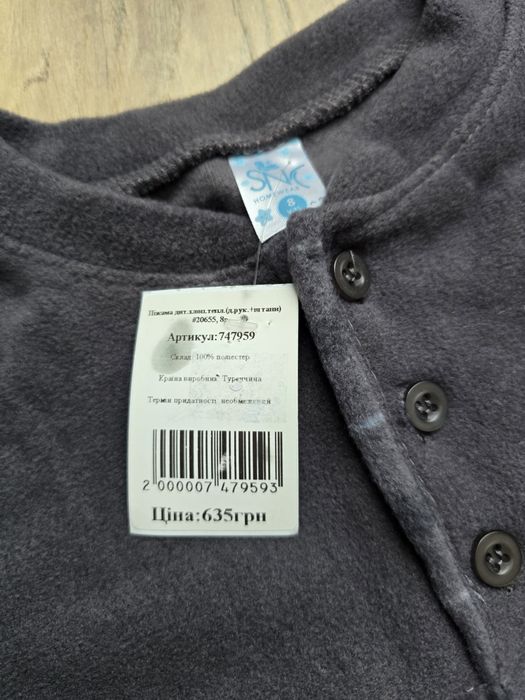 SNC
HOMEWEAR
8
Піжама дит.хлоп.тепл.(д.рук.+штани)
#20655, 8р
Артикул:747959
Склад: 100% поліестер
Країна виробник: Туреччина
Термін придатності: необмежений
2 000007 479593
Ціна:635грн